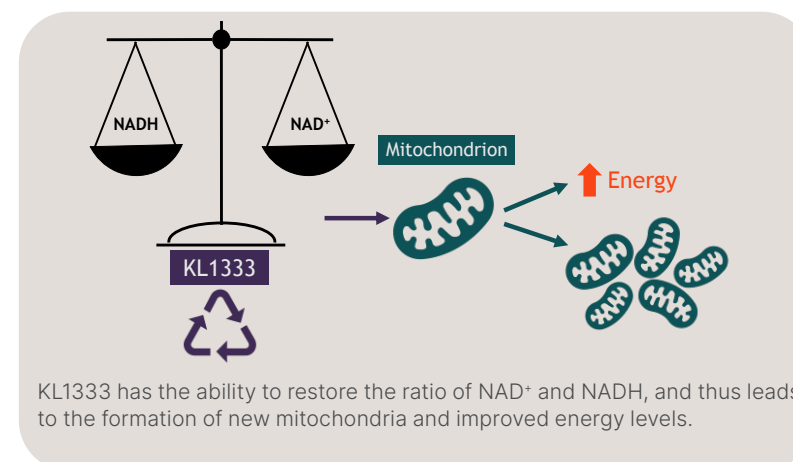 NADH
NAD⁺
Mitochondrion
Energy
KL1333
KL1333 has the ability to restore the ratio of NAD⁺ and NADH, and thus leads
to the formation of new mitochondria and improved energy levels.